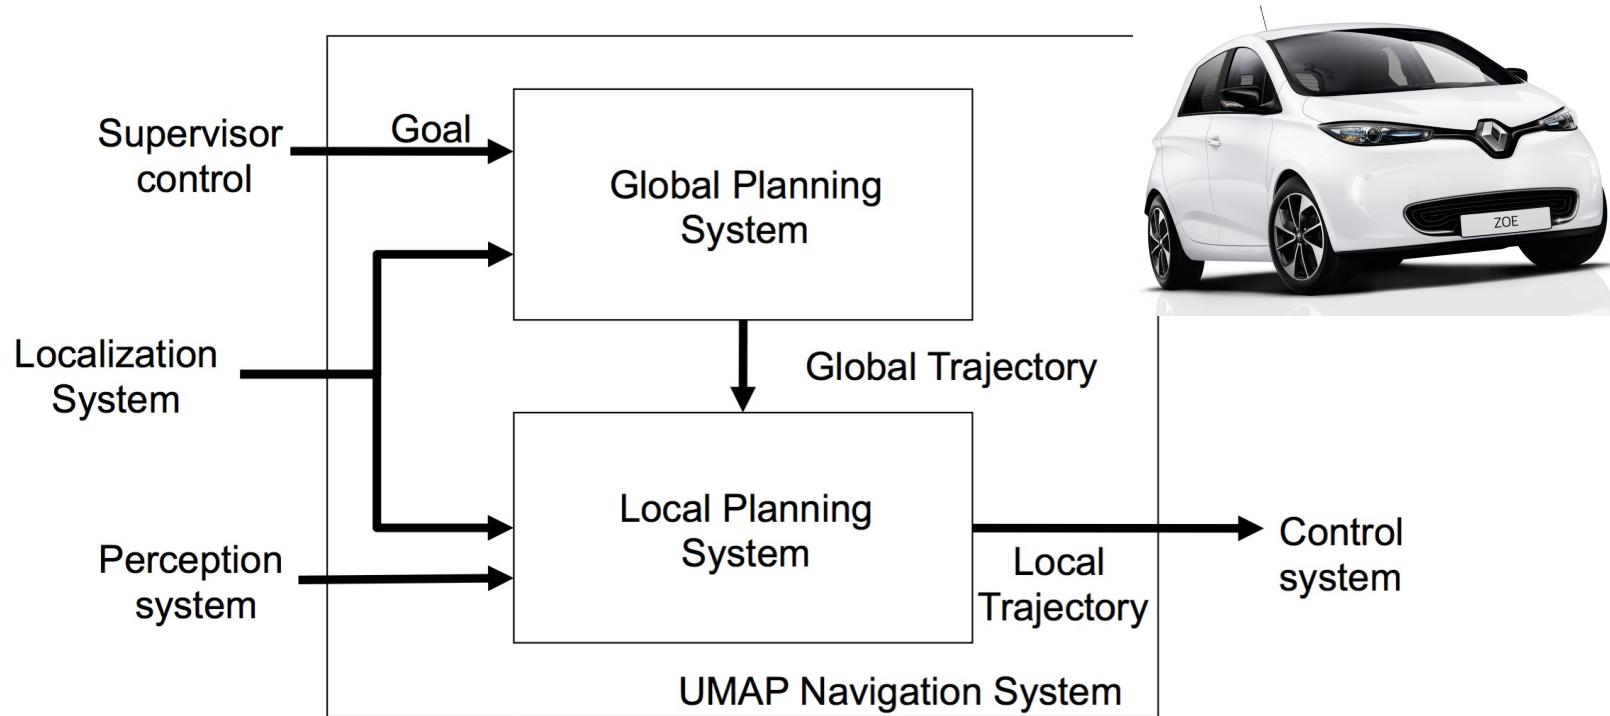 Supervisor
control
Goal
Global Planning
System
ZOE
Localization
System
Global Trajectory
Local Planning
System
Perception
system
Local
Trajectory
Control
system
UMAP Navigation System